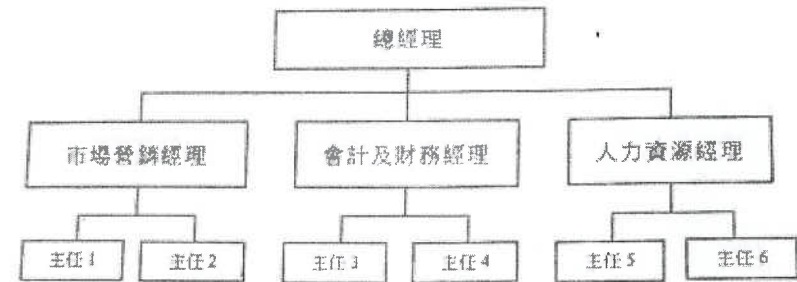 總經理
市場營銷經理 會計及財務經理 人力資源經理
主任 1 主任 2 主任 3 主任 4 主任 5 主任 6